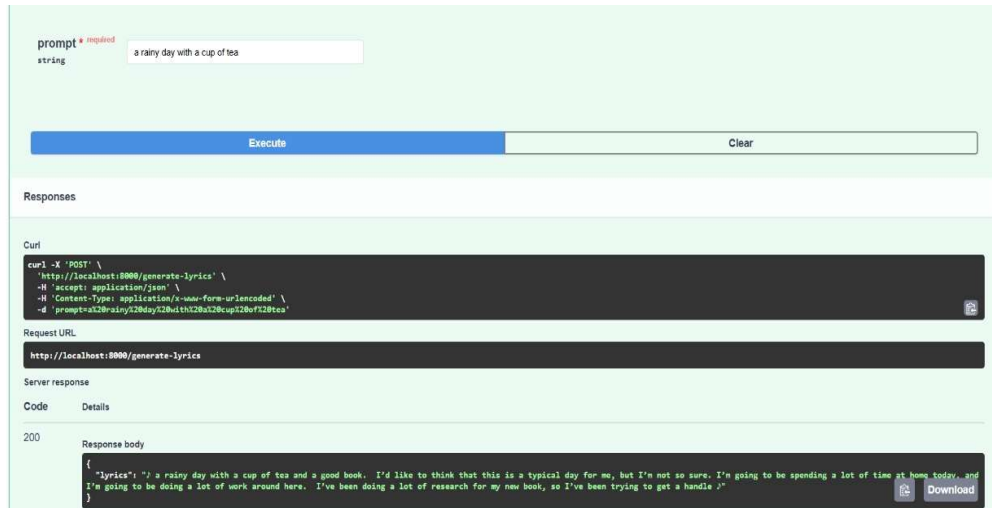 prompt * required
string
a rainy day with a cup of tea
Execute
Clear
Responses
Curl
curl -X 'POST' \
'http://localhost:8000/generate-lyrics' \
-H 'accept: application/json' \
-H 'Content-Type: application/x-www-form-urlencoded' \
-d 'prompt=a%20rainy%20day%20with%20a%20cup%20of%20tea'
Request URL
http://localhost:8000/generate-lyrics
Server response
Code Details
200
Response body
{
"lyrics": "♪ a rainy day with a cup of tea and a good book.  I'd like to think that this is a typical day for me, but I'm not so sure. I'm going to be spending a lot of time at home today, and
I'm going to be doing a lot of work around here.  I've been doing a lot of research for my new book, so I've been trying to get a handle ♪"
}
Download